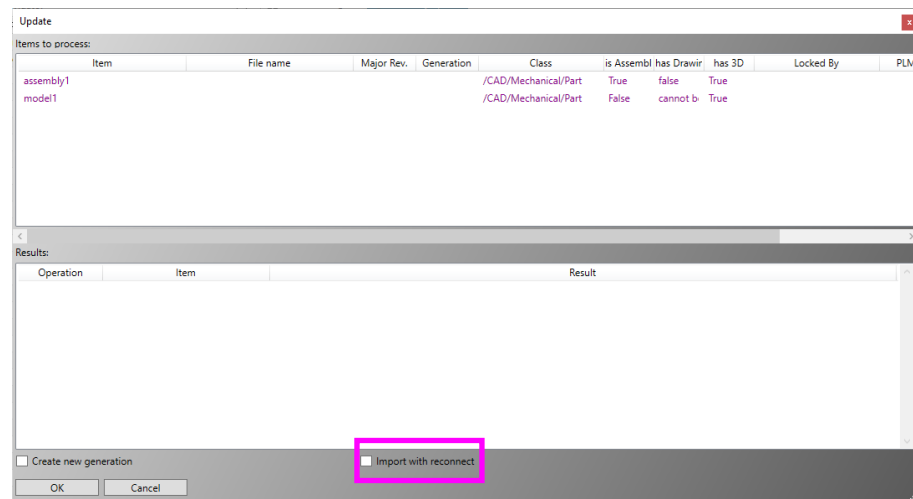 Update
x
Items to process:
Item File name Major Rev. Generation Class is Assembl has Drawin has 3D Locked By PLM
assembly1 /CAD/Mechanical/Part True false True
model1 /CAD/Mechanical/Part False cannot b True
Results:
Operation Item Result
Create new generation Import with reconnect
OK Cancel